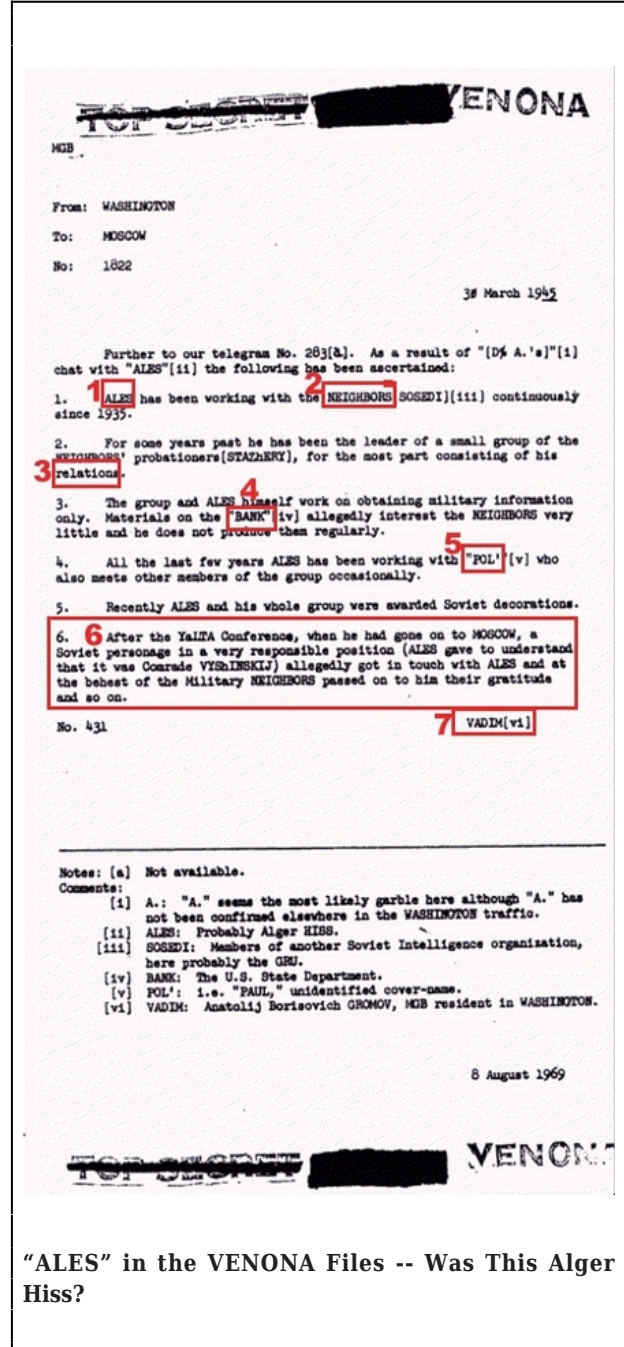 TOP SECRET VENONA
MGB
From: WASHINGTON
To: MOSCOW
No: 1822
30 March 1945
Further to our telegram No. 283[a]. As a result of "[D% A.'s]"[i]
chat with "ALES"[ii] the following has been ascertained:
1 2
1. ALES has been working with the NEIGHBORS SOSEDI][iii] continuously
since 1935.
2. For some years past he has been the leader of a small group of the
NEIGHBORS' probationers[STAZhERY], for the most part consisting of his
3 relations.
4
3. The group and ALES himself work on obtaining military information
only. Materials on the "BANK" iv] allegedly interest the NEIGHBORS very
little and he does not produce them regularly.
5
4. All the last few years ALES has been working with "POL'"[v] who
also meets other members of the group occasionally.
5. Recently ALES and his whole group were awarded Soviet decorations.
6. 6 After the YaLTA Conference, when he had gone on to MOSCOW, a
Soviet personage in a very responsible position (ALES gave to understand
that it was Comrade VYShINSKIJ) allegedly got in touch with ALES and at
the behest of the Military NEIGHBORS passed on to him their gratitude
and so on.
No. 431 7 VADIM[vi]
Notes: [a] Not available.
Comments:
[i] A.: "A." seems the most likely garble here although "A." has
not been confirmed elsewhere in the WASHINGTON traffic.
[ii] ALES: Probably Alger HISS.
[iii] SOSEDI: Members of another Soviet Intelligence organization,
here probably the GRU.
[iv] BANK: The U.S. State Department.
[v] POL': i.e. "PAUL," unidentified cover-name.
[vi] VADIM: Anatolij Borisovich GROMOV, MGB resident in WASHINGTON.
8 August 1969
TOP SECRET VENONA
“ALES” in the VENONA Files -- Was This Alger
Hiss?